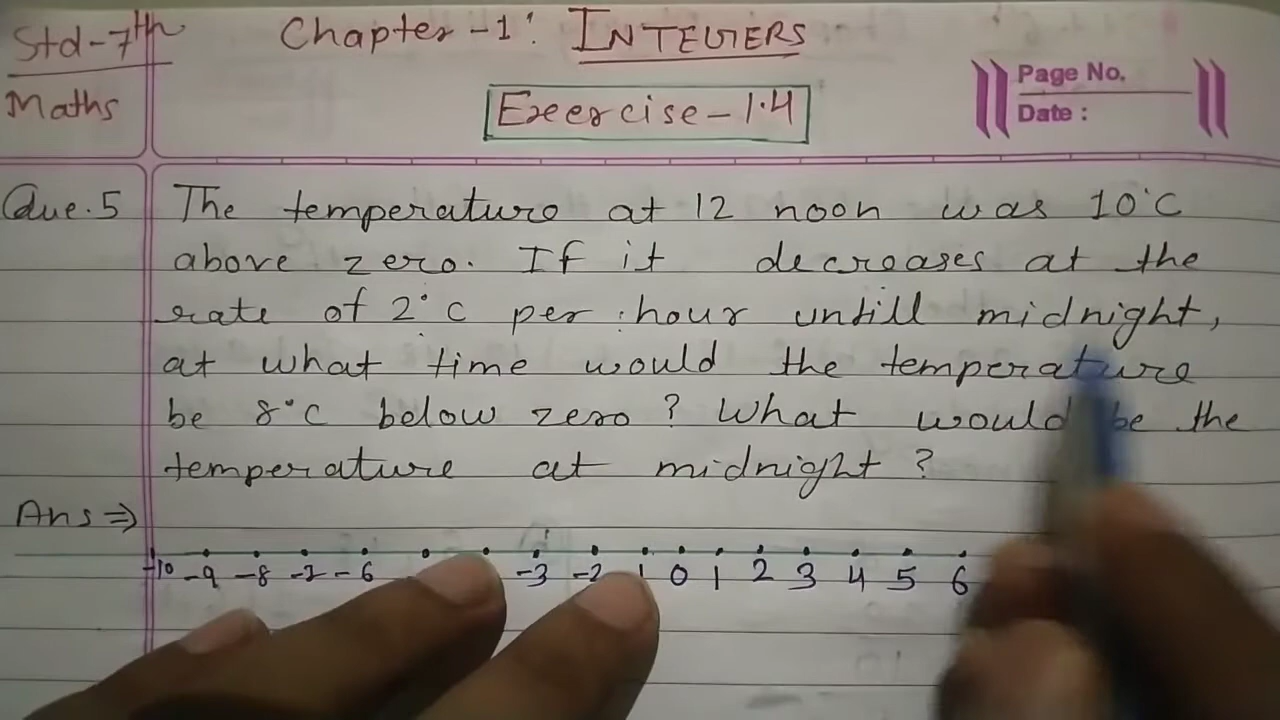 Std-7th
Chapter-1: INTEGERS
Maths
Exercise-1.4
Page No.
Date :
Que.5 The temperature at 12 noon was 10°C
above zero. If it decreases at the
rate of 2°C per hour untill midnight,
at what time would the temperature
be 8°C below zero? What would be the
temperature at midnight?
Ans⇒
-10 -9 -8 -7 -6 -3 -2 0 1 2 3 4 5 6